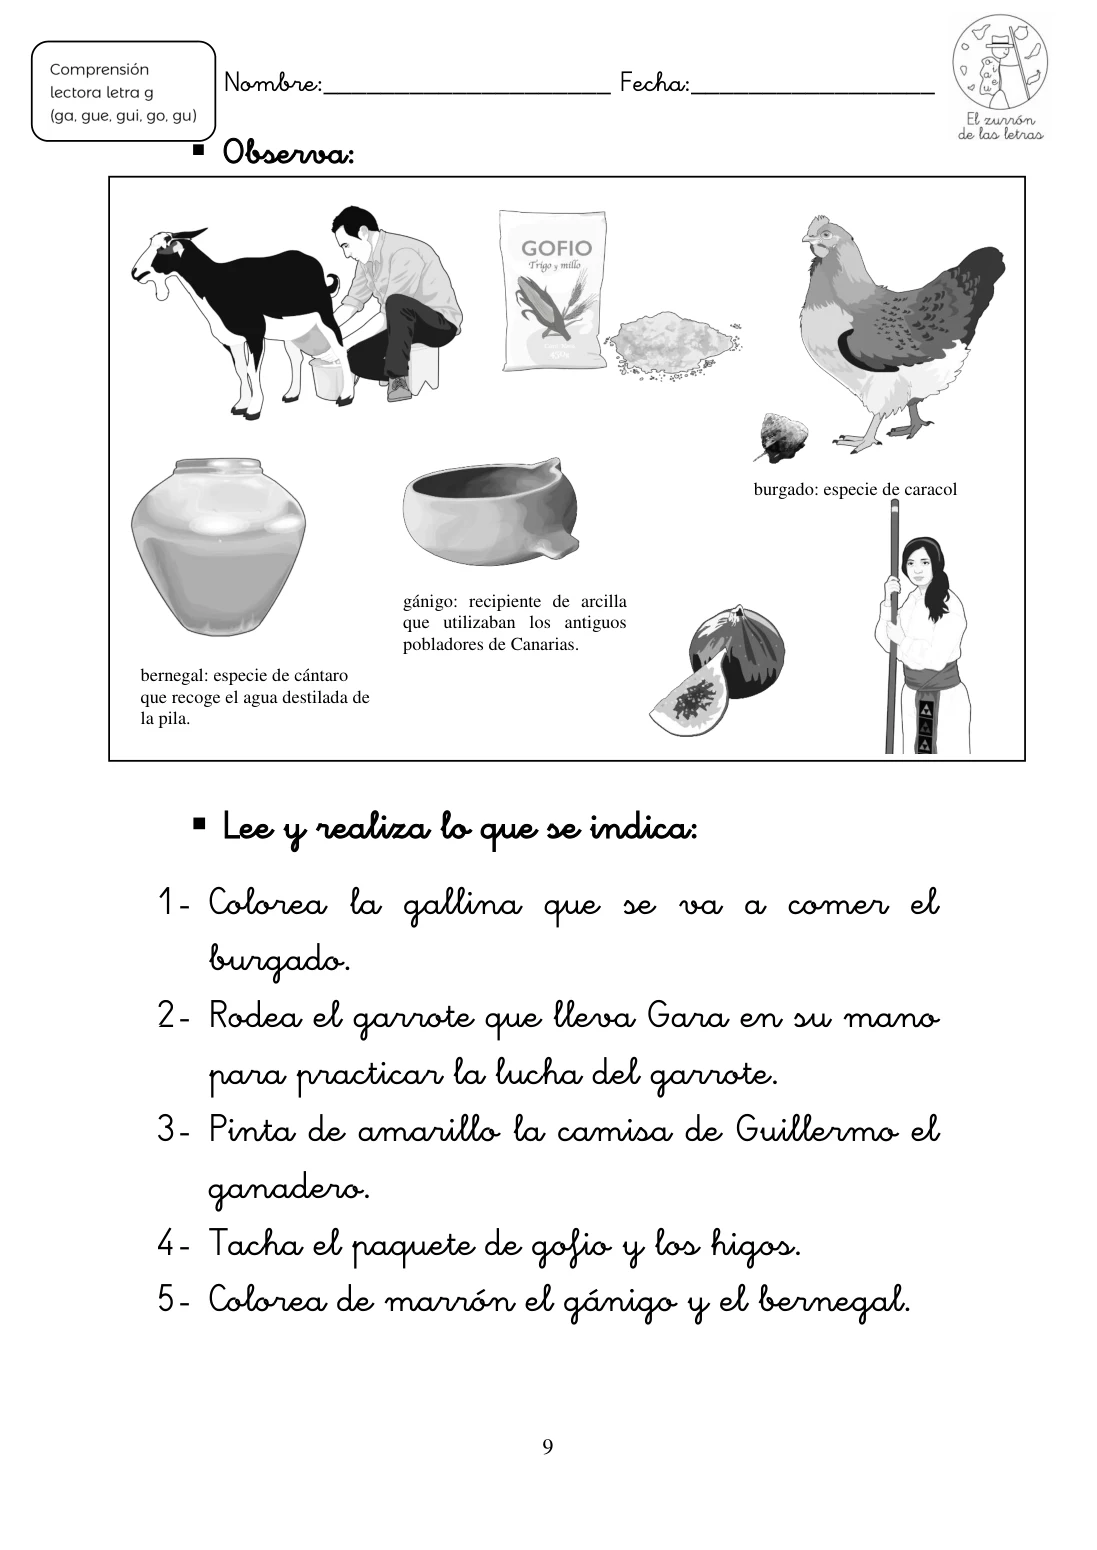 Comprensión
lectora letra g
(ga, gue, gui, go, gu)
Nombre:____________________ Fecha:_________________
El zurrón
de las letras
▪ Observa:
GOFIO
Trigo y millo
burgado: especie de caracol
gánigo: recipiente de arcilla
que utilizaban los antiguos
pobladores de Canarias.
bernegal: especie de cántaro
que recoge el agua destilada de
la pila.
▪ Lee y realiza lo que se indica:
1- Colorea la gallina que se va a comer el
burgado.
2- Rodea el garrote que lleva Gara en su mano
para practicar la lucha del garrote.
3- Pinta de amarillo la camisa de Guillermo el
ganadero.
4- Tacha el paquete de gofio y los higos.
5- Colorea de marrón el gánigo y el bernegal.
9